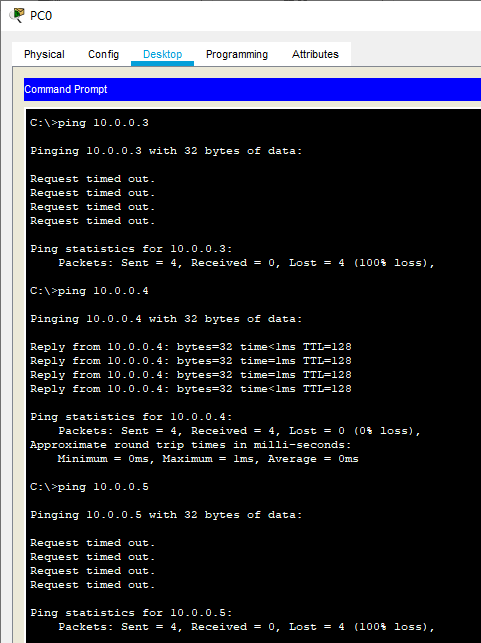 PC0
Physical Config Desktop Programming Attributes
Command Prompt
C:\>ping 10.0.0.3
Pinging 10.0.0.3 with 32 bytes of data:
Request timed out.
Request timed out.
Request timed out.
Request timed out.
Ping statistics for 10.0.0.3:
Packets: Sent = 4, Received = 0, Lost = 4 (100% loss),
C:\>ping 10.0.0.4
Pinging 10.0.0.4 with 32 bytes of data:
Reply from 10.0.0.4: bytes=32 time<1ms TTL=128
Reply from 10.0.0.4: bytes=32 time=1ms TTL=128
Reply from 10.0.0.4: bytes=32 time=1ms TTL=128
Reply from 10.0.0.4: bytes=32 time<1ms TTL=128
Ping statistics for 10.0.0.4:
Packets: Sent = 4, Received = 4, Lost = 0 (0% loss),
Approximate round trip times in milli-seconds:
Minimum = 0ms, Maximum = 1ms, Average = 0ms
C:\>ping 10.0.0.5
Pinging 10.0.0.5 with 32 bytes of data:
Request timed out.
Request timed out.
Request timed out.
Request timed out.
Ping statistics for 10.0.0.5:
Packets: Sent = 4, Received = 0, Lost = 4 (100% loss),